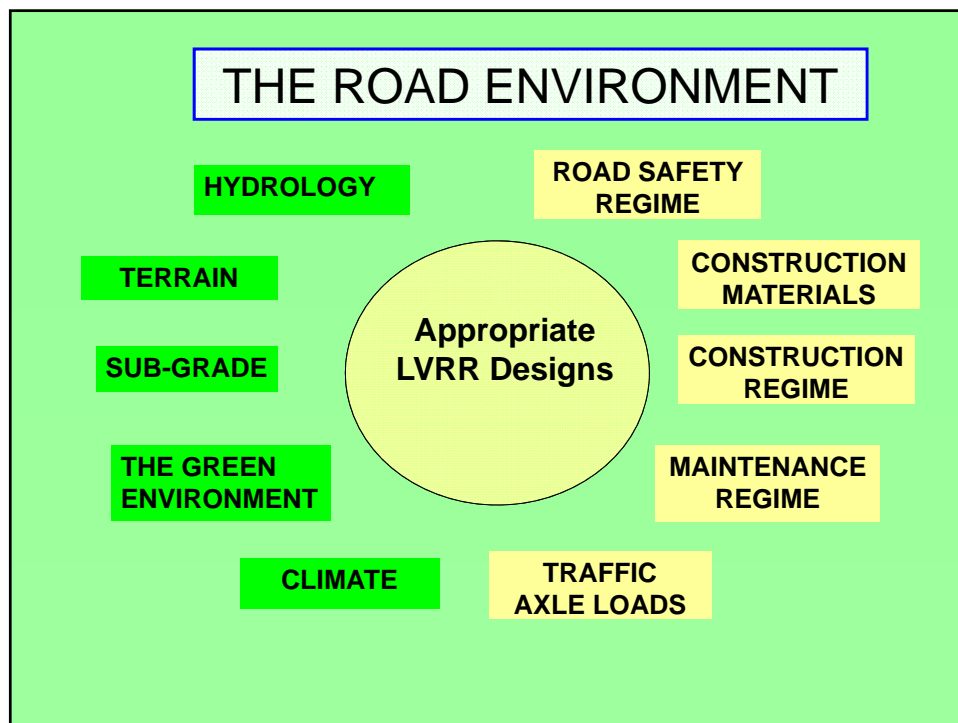 THE ROAD ENVIRONMENT
HYDROLOGY
ROAD SAFETY
REGIME
TERRAIN
CONSTRUCTION
MATERIALS
Appropriate
LVRR Designs
SUB-GRADE
CONSTRUCTION
REGIME
THE GREEN
ENVIRONMENT
MAINTENANCE
REGIME
CLIMATE
TRAFFIC
AXLE LOADS